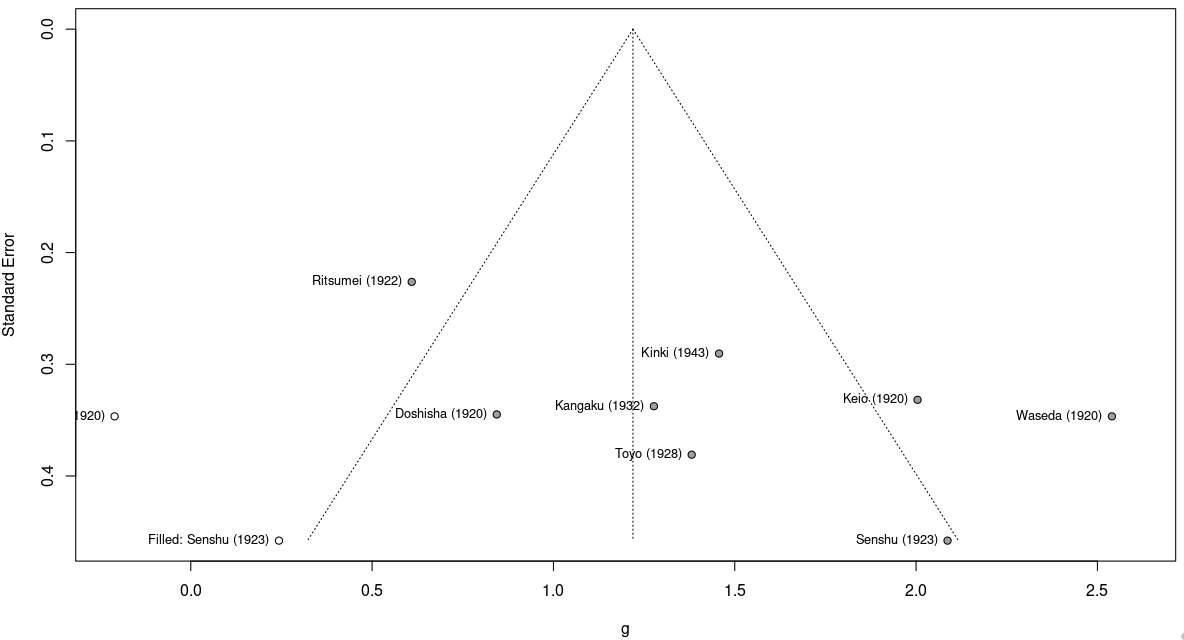 0.0
0.1
0.2
0.3
0.4
Standard Error
Ritsumei (1922)
Kinki (1943)
Keio (1920)
Kangaku (1932)
Doshisha (1920)
1920)
Waseda (1920)
Toyo (1928)
Filled: Senshu (1923)
Senshu (1923)
0.0 0.5 1.0 1.5 2.0 2.5
g